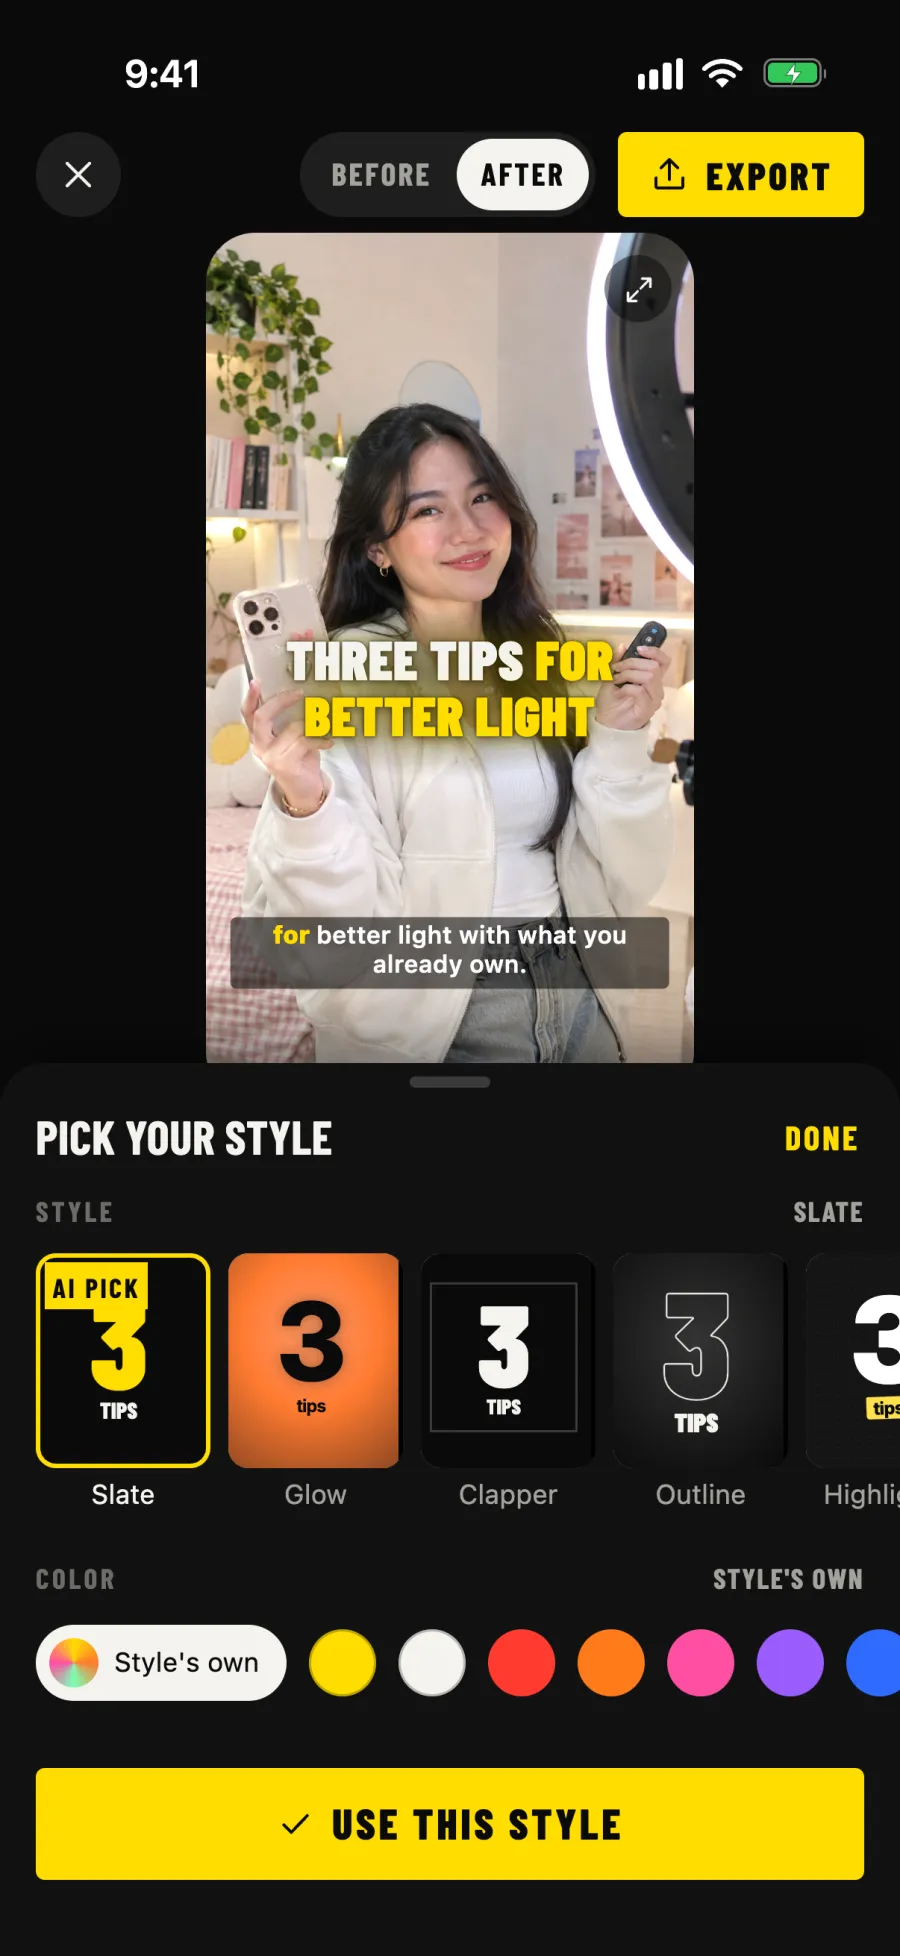 9:41
BEFORE
AFTER
EXPORT
THREE TIPS FOR
BETTER LIGHT
for better light with what you
already own.
PICK YOUR STYLE
DONE
STYLE
SLATE
AI PICK
3
TIPS
Slate
3
tips
Glow
3
TIPS
Clapper
3
TIPS
Outline
3
tips
COLOR
STYLE'S OWN
Style's own
USE THIS STYLE